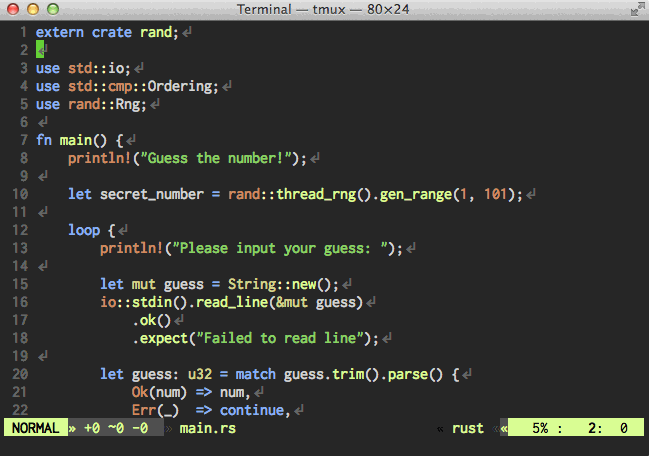 Terminal — tmux — 80×24
1 extern crate rand;↲
2 ↲
3 use std::io;↲
4 use std::cmp::Ordering;↲
5 use rand::Rng;↲
6 ↲
7 fn main() {↲
8     println!("Guess the number!");↲
9 ↲
10     let secret_number = rand::thread_rng().gen_range(1, 101);↲
11 ↲
12     loop {↲
13         println!("Please input your guess: ");↲
14 ↲
15         let mut guess = String::new();↲
16         io::stdin().read_line(&mut guess)↲
17             .ok()↲
18             .expect("Failed to read line");↲
19 ↲
20         let guess: u32 = match guess.trim().parse() {↲
21             Ok(num) => num,↲
22             Err(_)  => continue,↲
NORMAL » +0 ~0 -0 » main.rs « rust « 5% : 2: 0